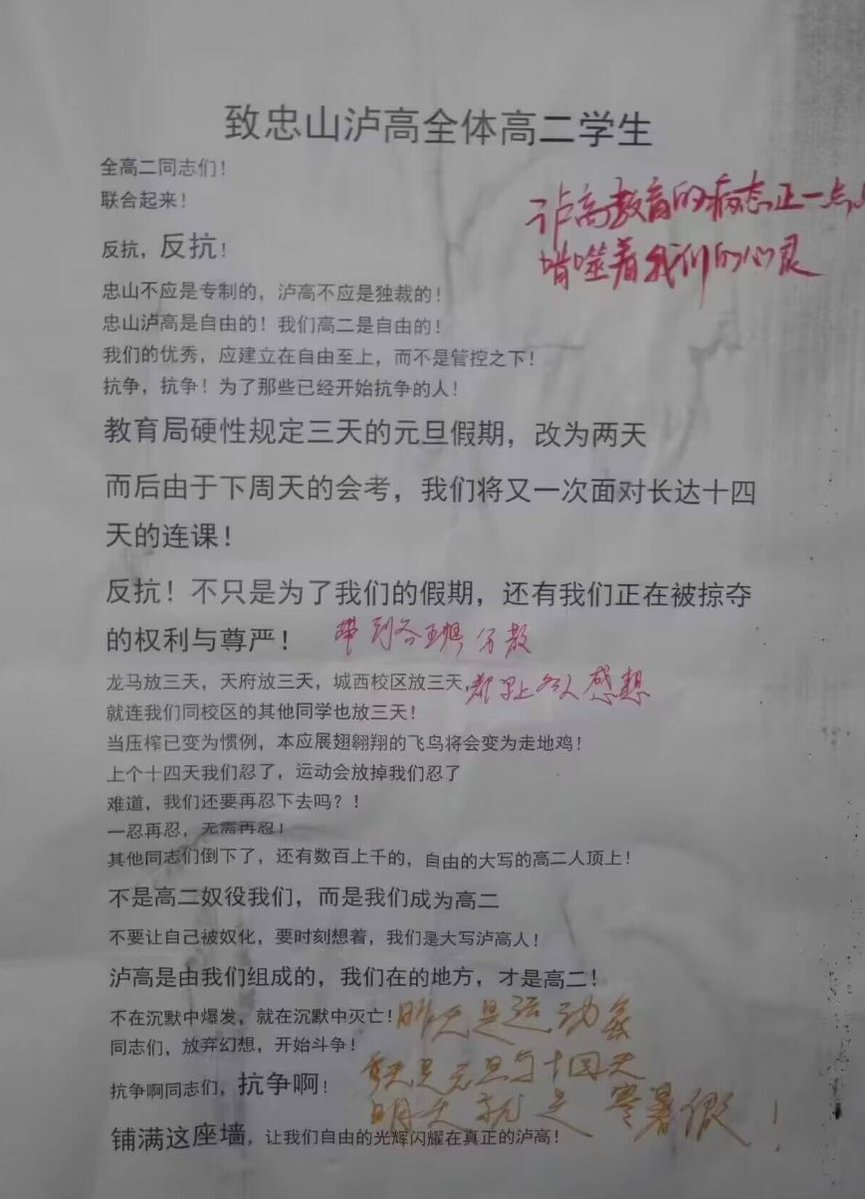 致忠山泸高全体高二学生
全高二同志们！
联合起来！
泸高教育的病态正一点
啃噬着我们的心灵
反抗，反抗！
忠山不应是专制的，泸高不应是独裁的！
忠山泸高是自由的！我们高二是自由的！
我们的优秀，应建立在自由至上，而不是管控之下！
抗争，抗争！为了那些已经开始抗争的人！
教育局硬性规定三天的元旦假期，改为两天
而后由于下周天的会考，我们将又一次面对长达十四
天的连课！
反抗！不只是为了我们的假期，还有我们正在被掠夺
的权利与尊严！
带到各班分散
龙马放三天，天府放三天，城西校区放三天，
都写上个人感想
就连我们同校区的其他同学也放三天！
当压榨已变为惯例，本应展翅翱翔的飞鸟将会变为走地鸡！
上个十四天我们忍了，运动会放掉我们忍了
难道，我们还要再忍下去吗？！
一忍再忍，无需再忍！
其他同志们倒下了，还有数百上千的，自由的大写的高二人顶上！
不是高二奴役我们，而是我们成为高二
不要让自己被奴化，要时刻想着，我们是大写泸高人！
泸高是由我们组成的，我们在的地方，才是高二！
不在沉默中爆发，就在沉默中灭亡！
昨天是运动会
同志们，放弃幻想，开始斗争！
今天是元旦与十四天
抗争啊同志们，抗争啊！
明天就是寒暑假！
铺满这座墙，让我们自由的光辉闪耀在真正的泸高！